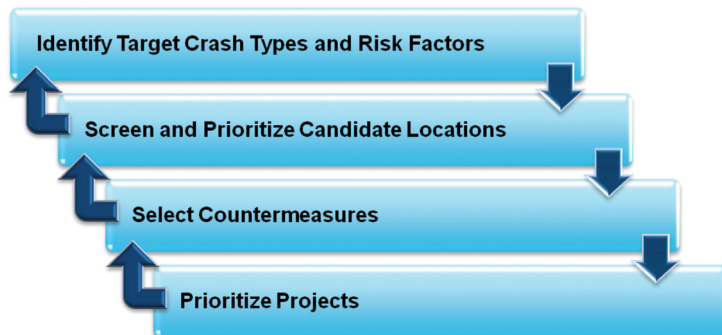 Identify Target Crash Types and Risk Factors
Screen and Prioritize Candidate Locations
Select Countermeasures
Prioritize Projects